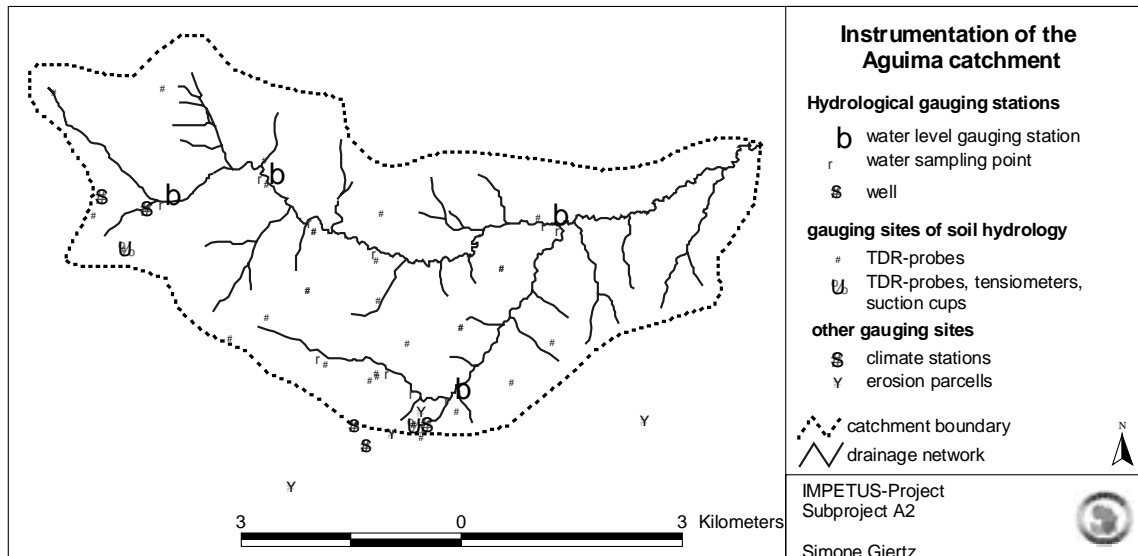 Instrumentation of the
Aguima catchment
Hydrological gauging stations
b water level gauging station
r water sampling point
well
gauging sites of soil hydrology
# TDR-probes
TDR-probes, tensiometers,
suction cups
other gauging sites
climate stations
Y erosion parcells
catchment boundary
drainage network
N
IMPETUS-Project
Subproject A2
Simone Giertz
3 0 3 Kilometers